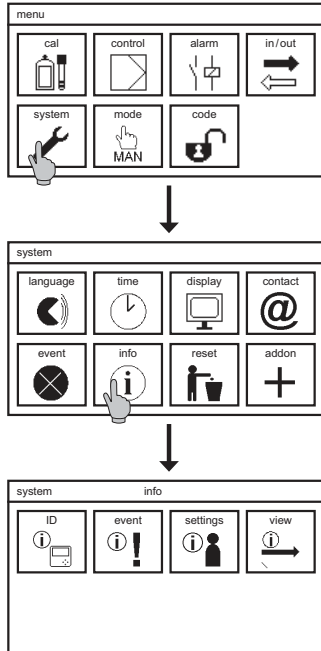 menu
cal control alarm in/out
system mode code
MAN
system
language time display contact
@
event info reset addon
i
system info
ID event settings view
i i i i